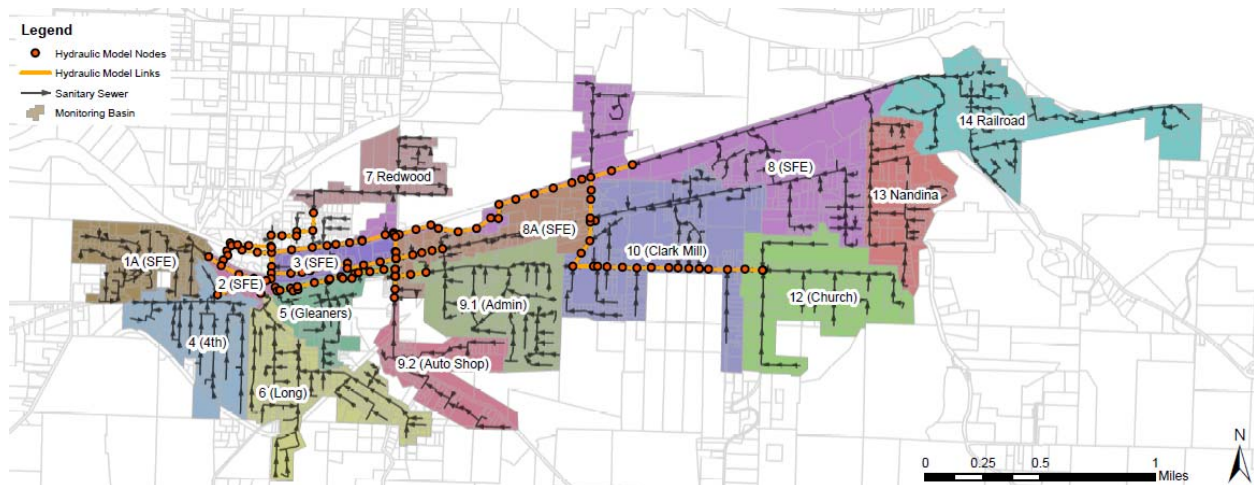 Legend
Hydraulic Model Nodes
Hydraulic Model Links
Sanitary Sewer
Monitoring Basin
14 Railroad
7 Redwood
8 (SFE)
13 Nandina
8A (SFE)
10 (Clark Mill)
1A (SFE)
3 (SFE)
2 (SFE)
12 (Church)
9.1 (Admin)
5 (Gleaners)
4 (4th)
9.2 (Auto Shop)
6 (Long)
N
0 0.25 0.5 1
Miles